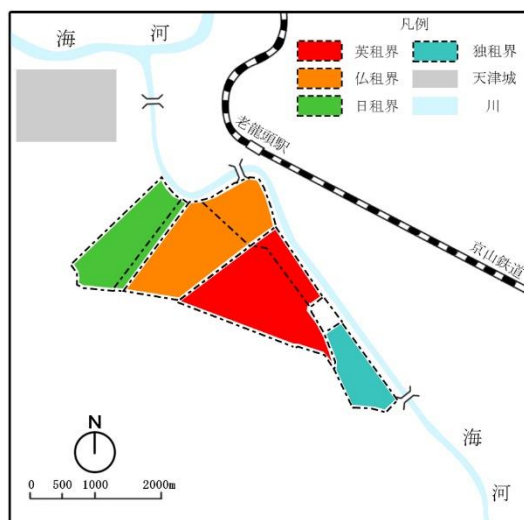 海 河
凡例
英租界
独租界
仏租界
天津城
日租界
川
老龍頭駅
京山鉄道
海
河
N
0 500 1000 2000m